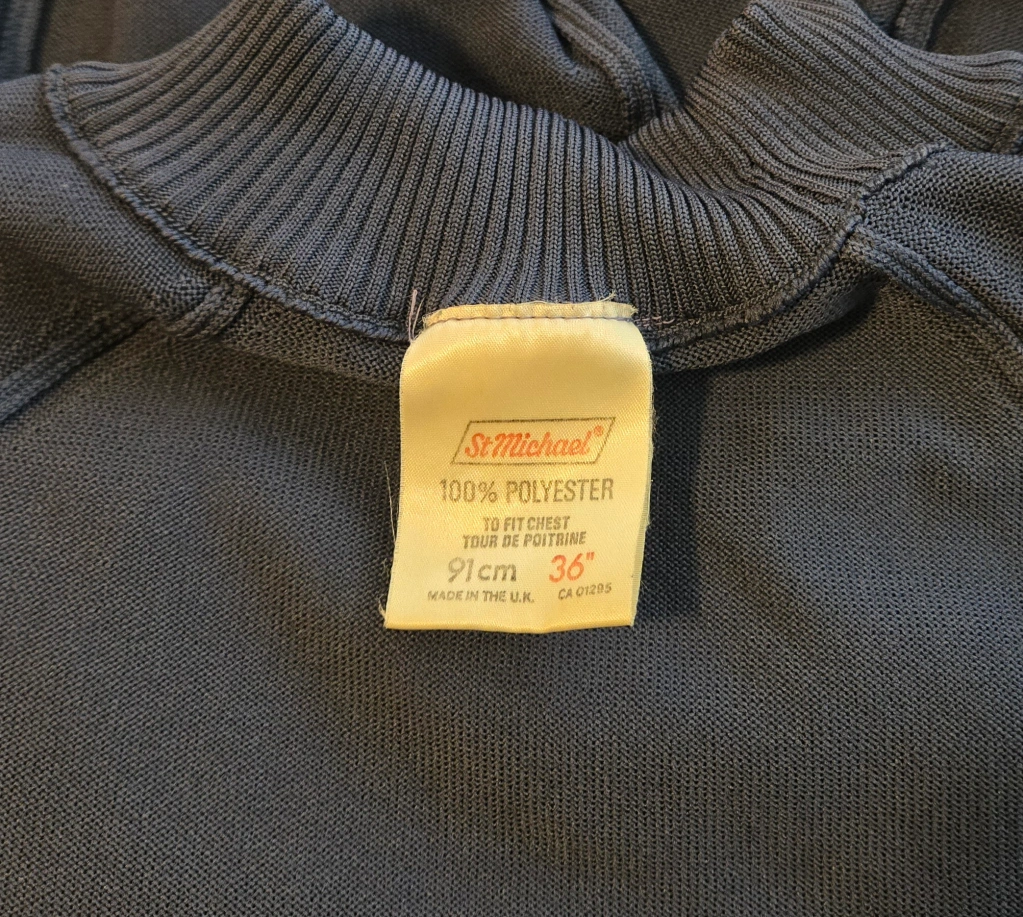 St Michael®
100% POLYESTER
TO FIT CHEST
TOUR DE POITRINE
91cm 36"
MADE IN THE U.K. CA 01295